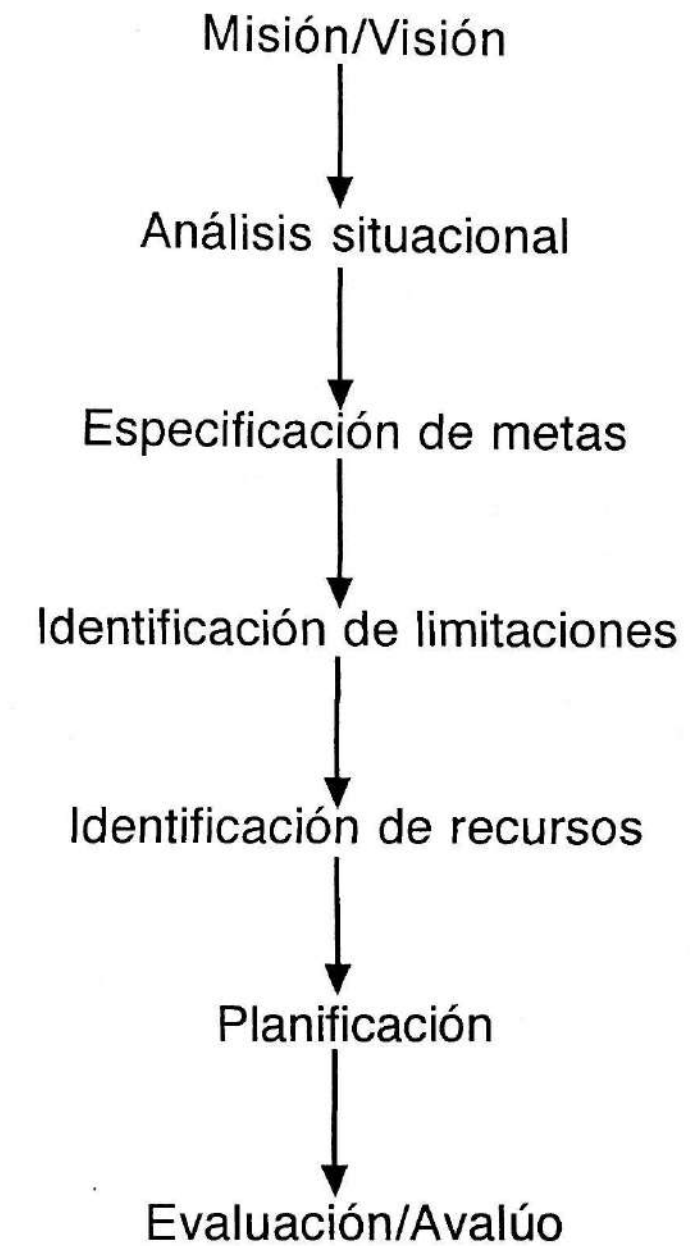 Misión/Visión
Análisis situacional
Especificación de metas
Identificación de limitaciones
Identificación de recursos
Planificación
Evaluación/Avalúo